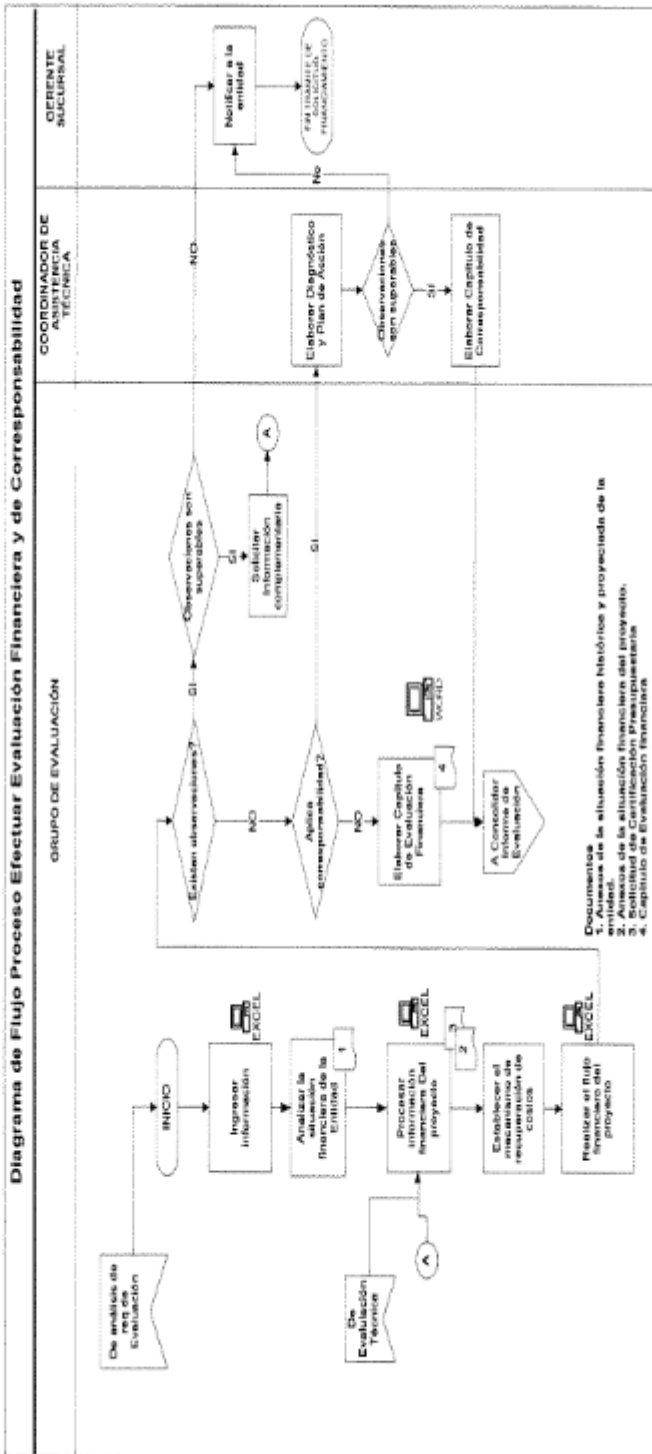 Diagrama de Flujo Proceso Efectuar Evaluación Financiera y de Corresponsabilidad
GRUPO DE EVALUACIÓN
COORDINADOR DE
ASISTENCIA
TÉCNICA
GERENTE
SUCURSAL
De análisis de
req de
Evaluación
INICIO
Ingresar
información
EXCEL
Analizar la
situación
financiera de la
Entidad
1
De
Evaluación
Técnica
A
Procesar
información
financiera Del
proyecto
EXCEL
3
2
Establecer el
mecanismo de
recuperación de
costos
Realizar el flujo
financiero del
proyecto
EXCEL
Existen observaciones?
SI
NO
Observaciones son
superables
NO
SI
Solicitar
Información
complementaria
A
Aplica
corresponsabilidad?
SI
NO
Elaborar Capítulo
de Evaluación
Financiera
4
WORD
A Consolidar
Informe de
Evaluación
Elaborar Diagnóstico
y Plan de Acción
Observaciones
son superables
No
SI
Elaborar Capítulo de
Corresponsabilidad
Notificar a la
entidad
FIN TRAMITE DE
SOLICITUD
FINANCIAMIENTO
Documentos
1. Anexos de la situación financiera histórica y proyectada de la
entidad.
2. Anexos de la situación financiera del proyecto.
3. Solicitud de Certificación Presupuestaria
4. Capítulo de Evaluación financiera